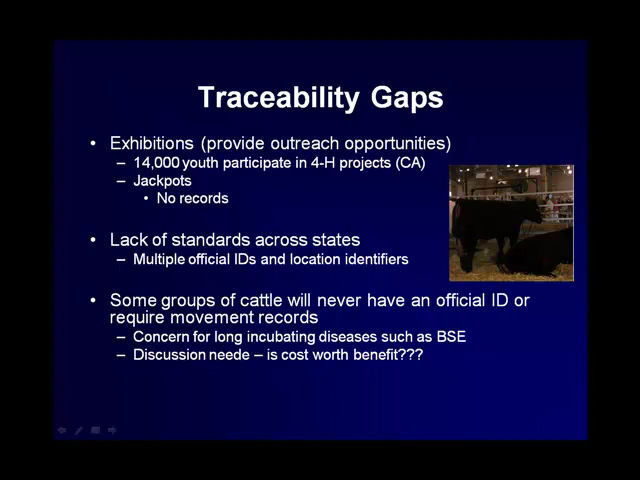 Traceability Gaps
• Exhibitions (provide outreach opportunities)
– 14,000 youth participate in 4-H projects (CA)
– Jackpots
• No records
• Lack of standards across states
– Multiple official IDs and location identifiers
• Some groups of cattle will never have an official ID or
require movement records
– Concern for long incubating diseases such as BSE
– Discussion neede – is cost worth benefit???